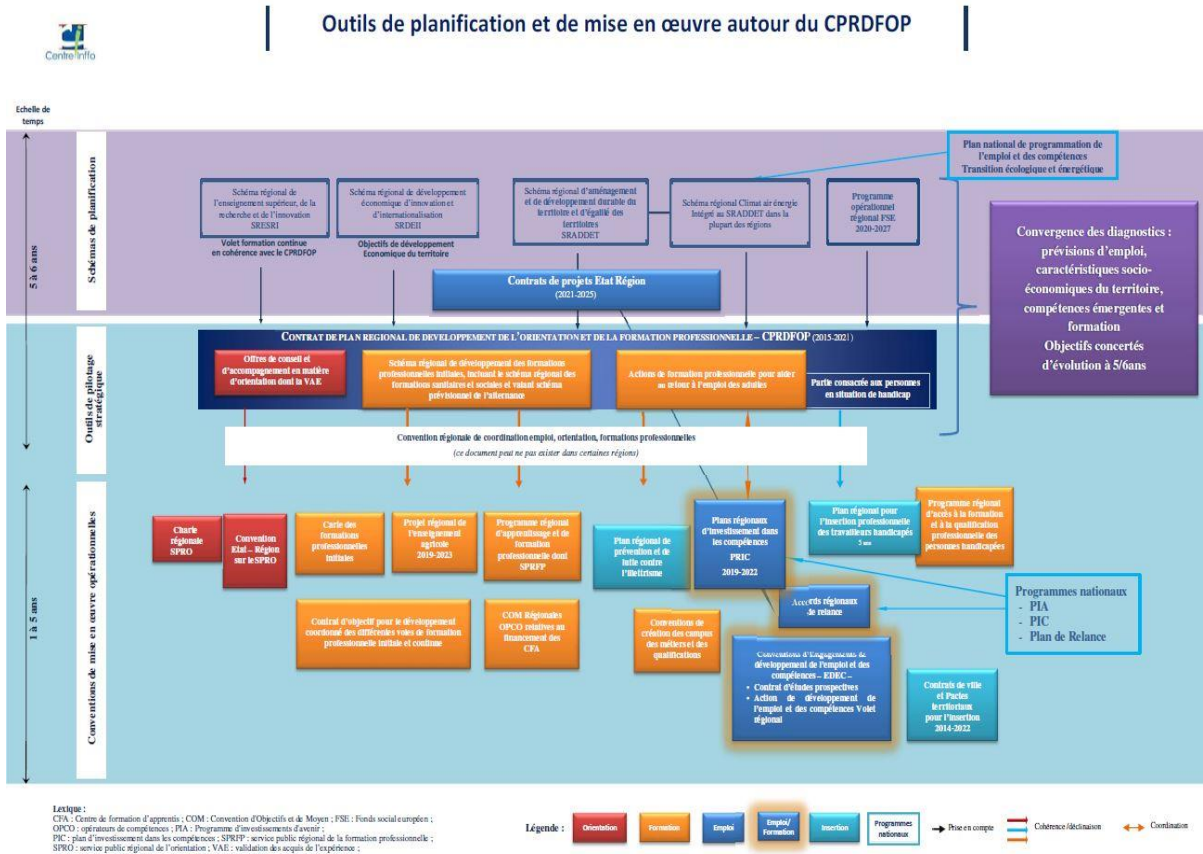 Outils de planification et de mise en œuvre autour du CPRDFOP
Centre Inffo
Echelle de
temps
5 à 6 ans
Schémas de planification
Plan national de programmation de
l'emploi et des compétences
Transition écologique et énergétique
Schéma régional de
l'enseignement supérieur, de la
recherche et de l'innovation
SRESRI
Volet formation continue
en cohérence avec le CPRDFOP
Schéma régional de développement
économique d'innovation et
d'internationalisation
SRDEII
Objectifs de développement
Economique du territoire
Schéma régional d'aménagement
et de développement durable du
territoire et d'égalité des
territoires
SRADDET
Schéma régional Climat air énergie
Intégré au SRADDET dans la
plupart des régions
Programme
opérationnel
régional FSE
2020-2027
Contrats de projets Etat Région
(2021-2025)
Convergence des diagnostics :
prévisions d'emploi,
caractéristiques socio-
économiques du territoire,
compétences émergentes et
formation
Objectifs concertés
d'évolution à 5/6ans
Outils de pilotage
stratégique
CONTRAT DE PLAN REGIONAL DE DEVELOPPEMENT DE L'ORIENTATION ET DE LA FORMATION PROFESSIONELLE – CPRDFOP (2015-2021)
Offres de conseil et
d'accompagnement en matière
d'orientation dont la VAE
Schéma régional de développement des formations
professionnelles initiales, incluant le schéma régional des
formations sanitaires et sociales et valant schéma
prévisionnel de l'alternance
Actions de formation professionnelle pour aider
au retour à l'emploi des adultes
Partie consacrée aux personnes
en situation de handicap
Convention régionale de coordination emploi, orientation, formations professionnelles
(ce document peut ne pas exister dans certaines régions)
1 à 5 ans
Conventions de mise en œuvre opérationnelles
Charte
régionale
SPRO
Convention
Etat – Région
sur le SPRO
Carte des
formations
professionnelles
initiales
Projet régional de
l'enseignement
agricole
2019-2023
Programme régional
d'apprentissage et de
formation
professionnelle dont
SPRFP
Plan régional de
prévention et de
lutte contre
l'illettrisme
Plans régionaux
d'investissement dans
les compétences
PRIC
2019-2022
Plan régional pour
l'insertion professionnelle
des travailleurs handicapés
5 ans
Programme régional
d'accès à la formation
et à la qualification
professionnelle des
personnes handicapées
Contrat d'objectif pour le développement
coordonné des différentes voies de formation
professionnelle initiale et continue
COM Régionales
OPCO relatives au
financement des
CFA
Conventions de
création des campus
des métiers et des
qualifications
Accords régionaux
de relance
Programmes nationaux
- PIA
- PIC
- Plan de Relance
Conventions d'Engagements de
développement de l'emploi et des
compétences – EDEC –
• Contrat d'études prospectives
• Action de développement de
l'emploi et des compétences Volet
régional
Contrats de ville
et Pactes
territoriaux
pour l'insertion
2014-2022
Lexique :
CFA : Centre de formation d'apprentis ; COM : Convention d'Objectifs et de Moyen ; FSE : Fonds social européen ;
OPCO : opérateurs de compétences ; PIA : Programme d'investissements d'avenir ;
PIC : plan d'investissement dans les compétences ; SPRFP : service public régional de la formation professionnelle ;
SPRO : service public régional de l'orientation ; VAE : validation des acquis de l'expérience ;
Légende :
Orientation
Formation
Emploi
Emploi/
Formation
Insertion
Programmes
nationaux
Prise en compte
Cohérence /déclinaison
Coordination